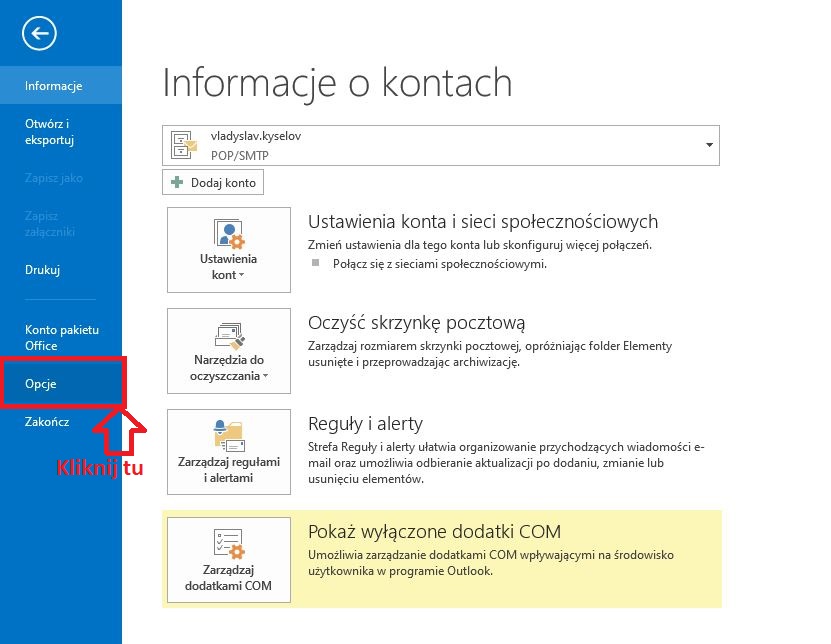 Informacje
Otwórz i
eksportuj
Zapisz jako
Zapisz
załączniki
Drukuj
Konto pakietu
Office
Opcje
Zakończ
Kliknij tu
Informacje o kontach
vladyslav.kyselov
POP/SMTP
Dodaj konto
Ustawienia
kont
Ustawienia konta i sieci społecznościowych
Zmień ustawienia dla tego konta lub skonfiguruj więcej połączeń.
Połącz się z sieciami społecznościowymi.
Narzędzia do
oczyszczania
Oczyść skrzynkę pocztową
Zarządzaj rozmiarem skrzynki pocztowej, opróżniając folder Elementy
usunięte i przeprowadzając archiwizację.
Zarządzaj regułami
i alertami
Reguły i alerty
Strefa Reguły i alerty ułatwia organizowanie przychodzących wiadomości e-
mail oraz umożliwia odbieranie aktualizacji po dodaniu, zmianie lub
usunięciu elementów.
Zarządzaj
dodatkami COM
Pokaż wyłączone dodatki COM
Umożliwia zarządzanie dodatkami COM wpływającymi na środowisko
użytkownika w programie Outlook.